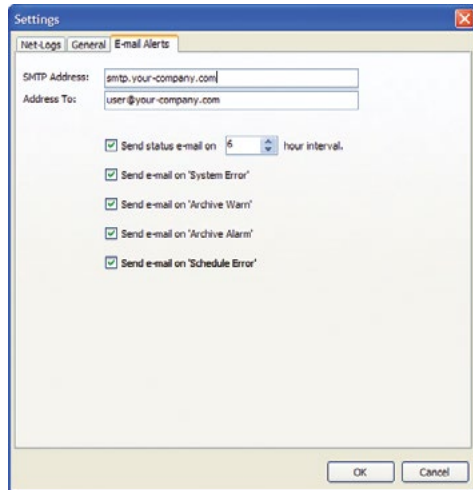 Settings
Net-Logs General E-mail Alerts
SMTP Address: smtp.your-company.com
Address To: user@your-company.com
Send status e-mail on 6 hour interval.
Send e-mail on 'System Error'
Send e-mail on 'Archive Warn'
Send e-mail on 'Archive Alarm'
Send e-mail on 'Schedule Error'
OK Cancel